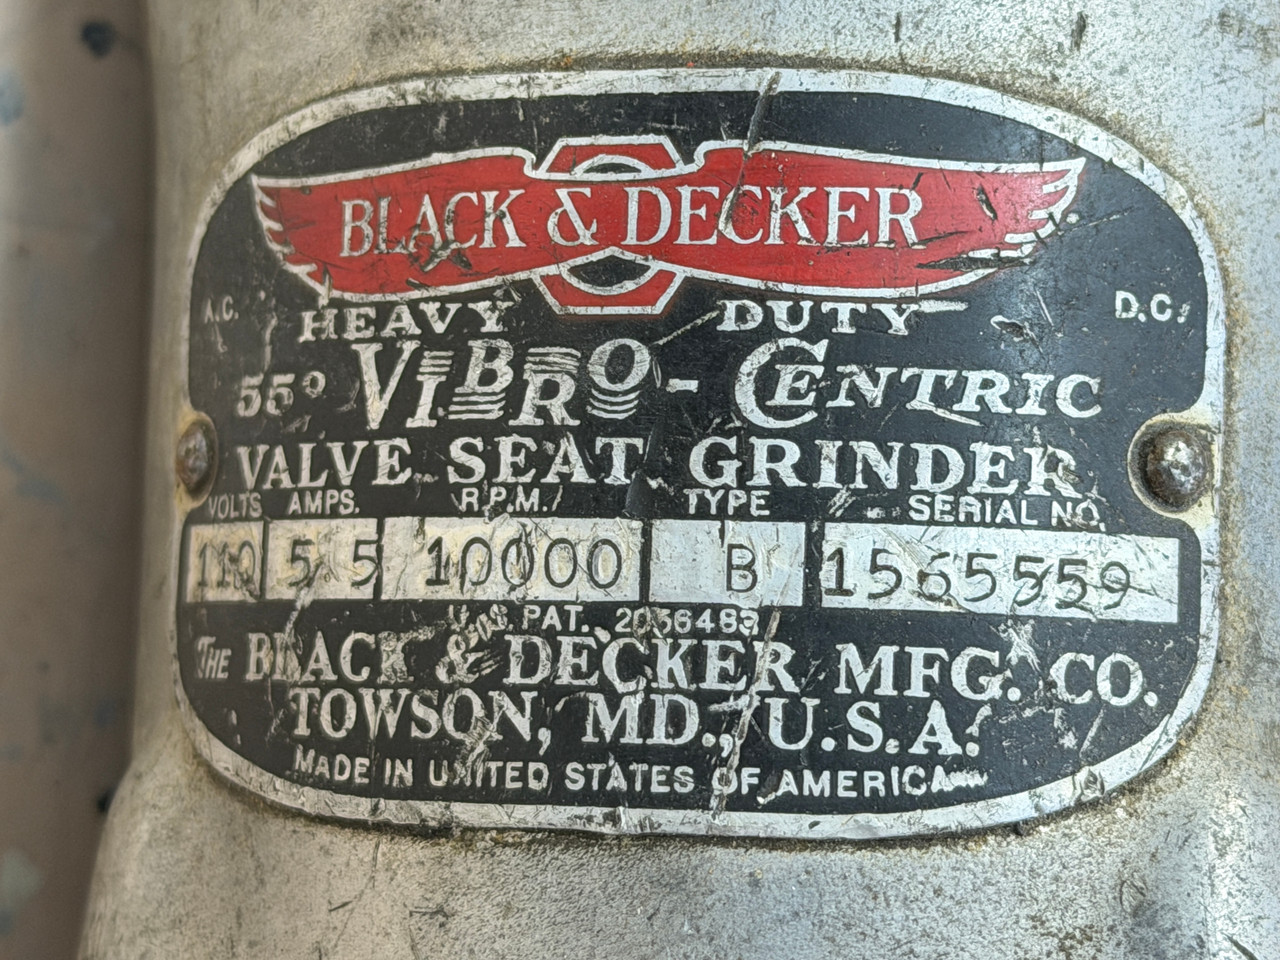 BLACK & DECKER
A.C. HEAVY DUTY D.C.
55° VIBRO-CENTRIC
VALVE SEAT GRINDER
VOLTS AMPS. R.P.M. TYPE SERIAL NO.
110 5.5 10000 B 1565559
U.S. PAT. 2056483
THE BLACK & DECKER MFG. CO.
TOWSON, MD., U.S.A.
MADE IN UNITED STATES OF AMERICA